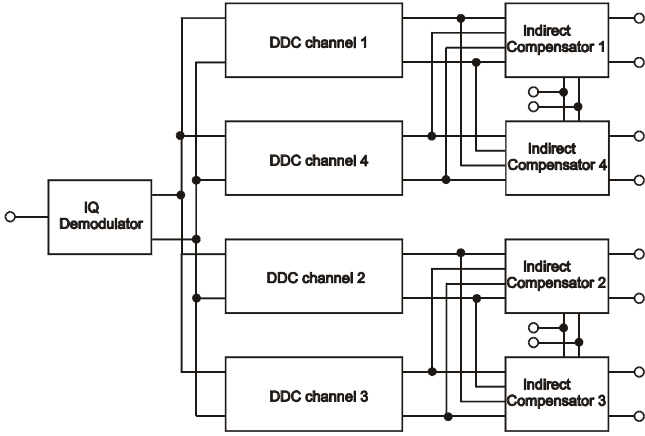 DDC channel 1
Indirect
Compensator 1
DDC channel 4
Indirect
Compensator 4
IQ
Demodulator
DDC channel 2
Indirect
Compensator 2
DDC channel 3
Indirect
Compensator 3